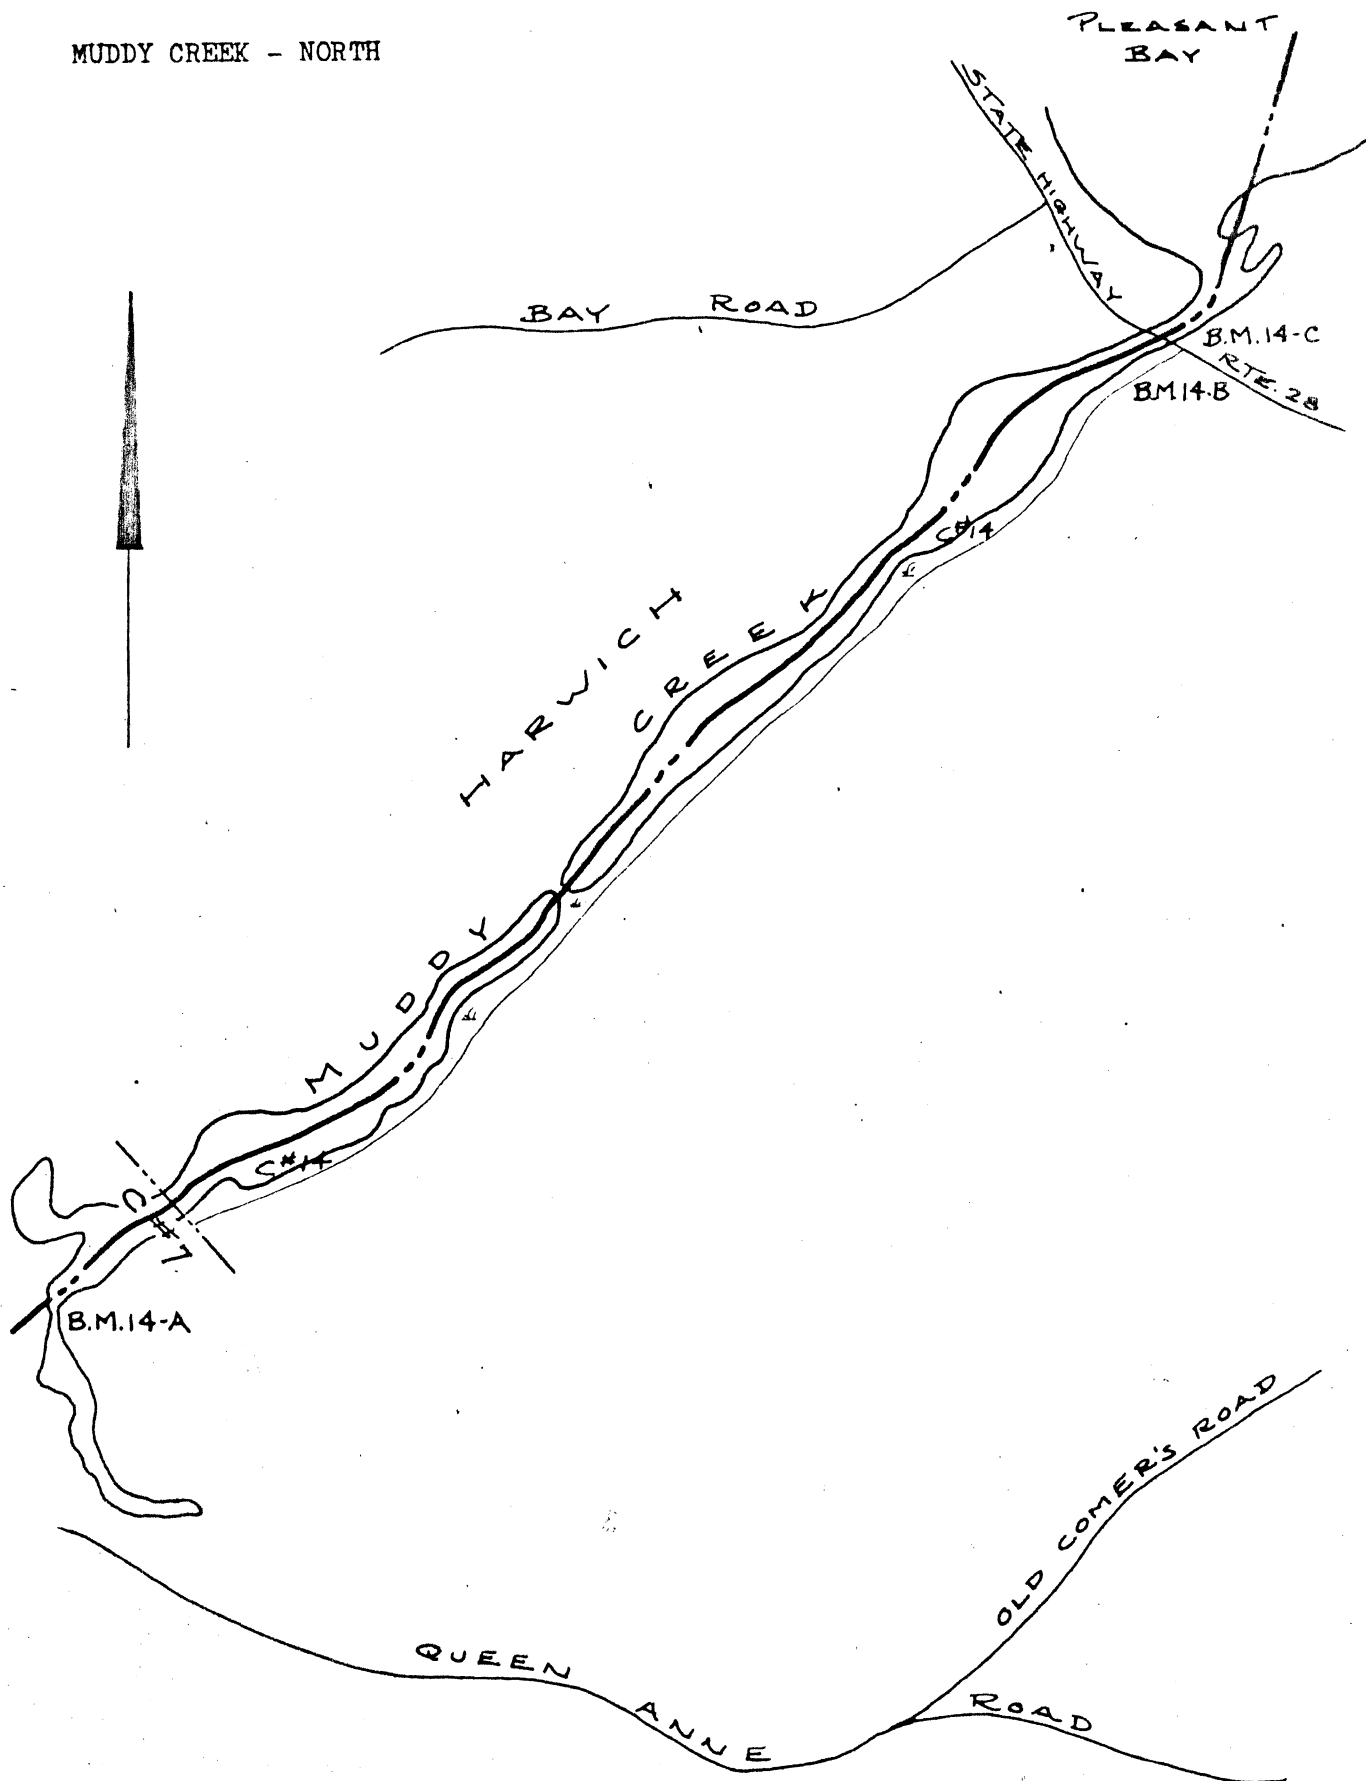 MUDDY CREEK - NORTH
PLEASANT
BAY
STATE HIGHWAY
BAY ROAD
B.M.14-C
RTE. 28
B.M14-B
C#14
HARWICH
MUDDY CREEK
C#14
C#7
B.M.14-A
OLD COMER'S ROAD
QUEEN ANNE ROAD